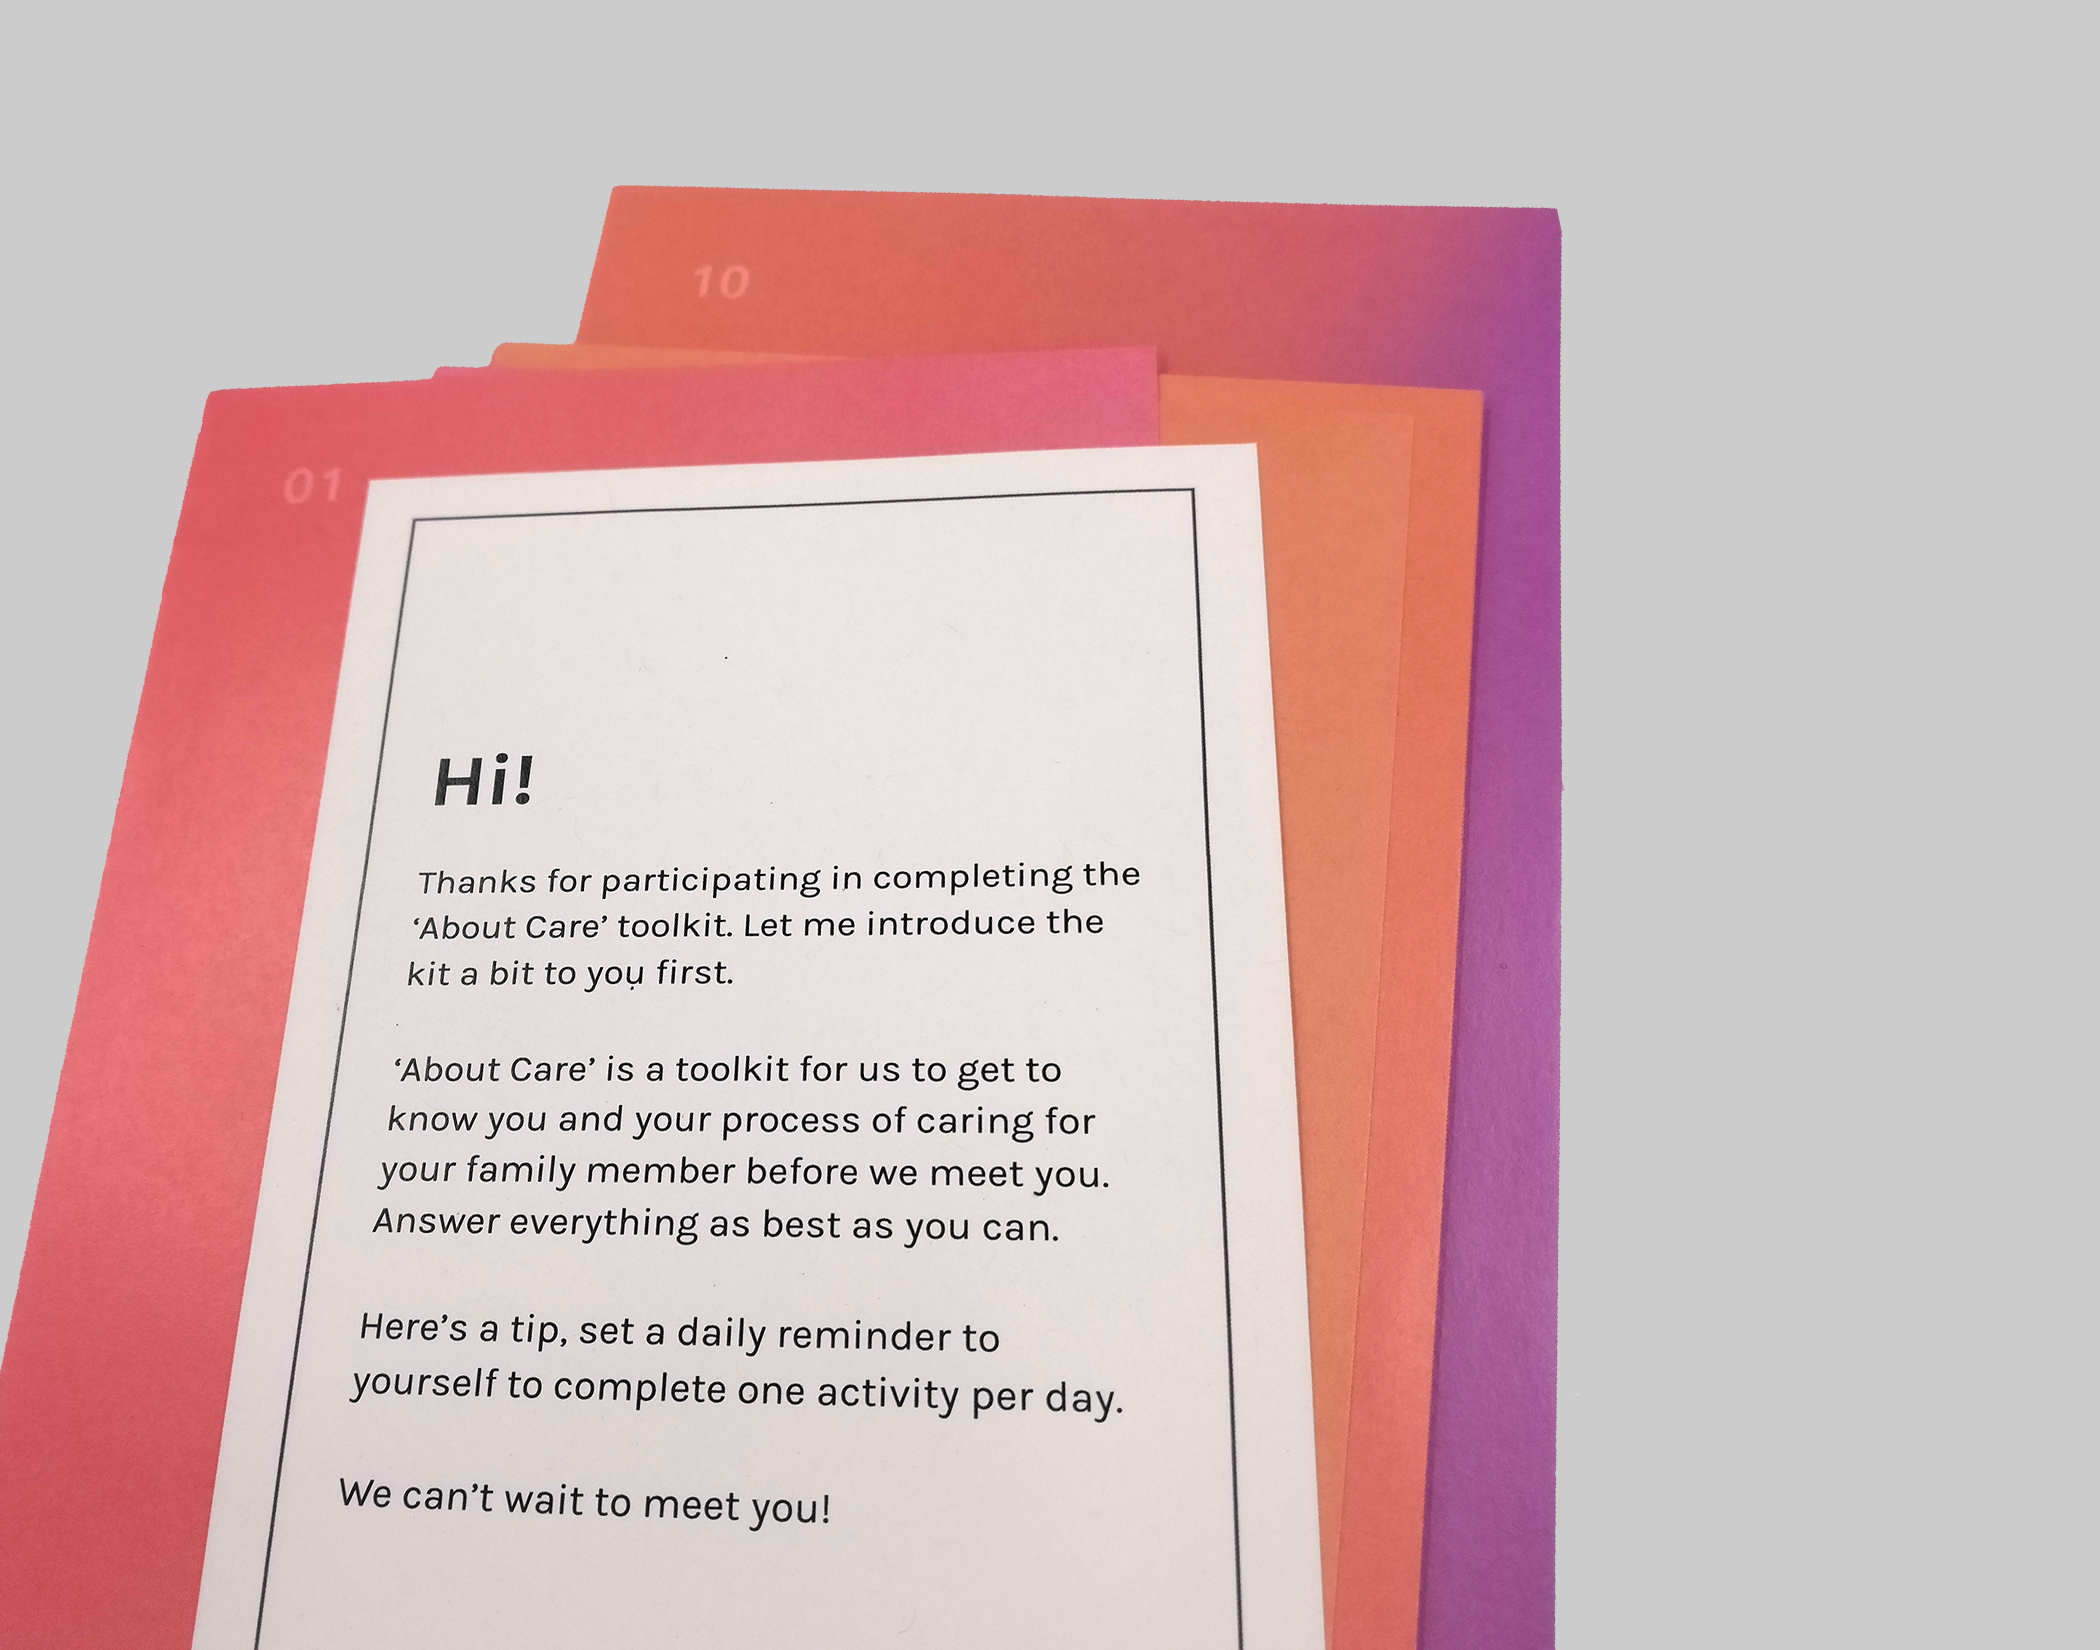 10
01
Hi!
Thanks for participating in completing the
‘About Care’ toolkit. Let me introduce the
kit a bit to you first.
‘About Care’ is a toolkit for us to get to
know you and your process of caring for
your family member before we meet you.
Answer everything as best as you can.
Here’s a tip, set a daily reminder to
yourself to complete one activity per day.
We can’t wait to meet you!